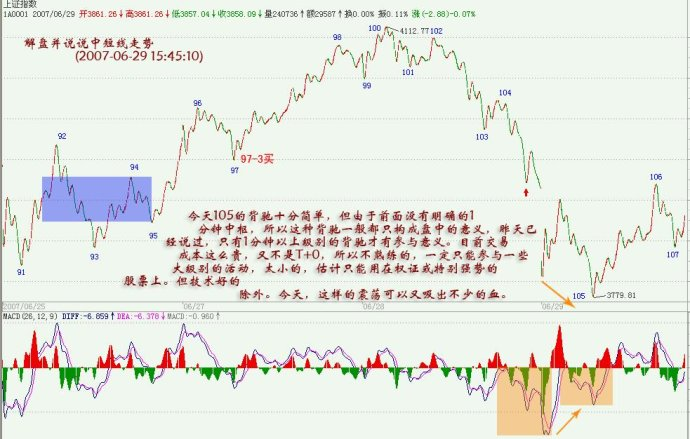 上证指数
1A0001 2007/06/29 开3861.26↓高3861.26↓低3857.04↓收3858.09↓量240736↑额29587↑换0.00% 振0.11% 涨(-2.88)-0.07%
解盘并说说中短线走势
(2007-06-29 15:45:10)
98
100
4112.77
102
99
101
96
104
103
92
94
97
97-3买
91
93
95
106
107
今天105的背驰十分简单，但由于前面没有明确的1
分钟中枢，所以这种背驰一般都只构成盘中的意义，昨天已
经说过，只有1分钟以上级别的背驰才有参与意义。目前交易
成本这么贵，又不是T+0，所以不熟练的，一定只能参与一些
大级别的活动，太小的，估计只能用在权证或特别强势的
股票上。但技术好的
除外。今天，这样的震荡可以又吸出不少的血。
105
3779.81
2007/06/25
06/27
06/28
06/29
MACD(26,12,9) DIFF:-6.859↑DEA:-6.378↓MACD:-0.960↑